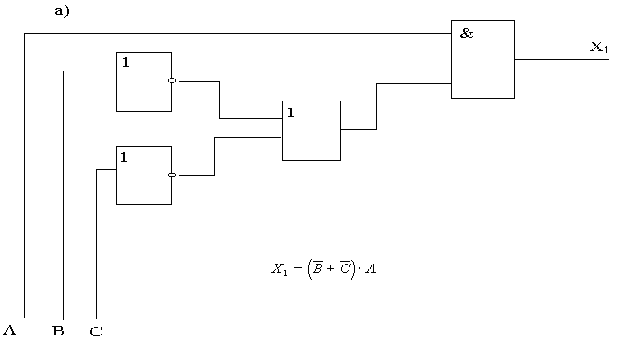 a)
&
X₁
1
1
1
X₁ = (B̅ + C̅) · A
A B C